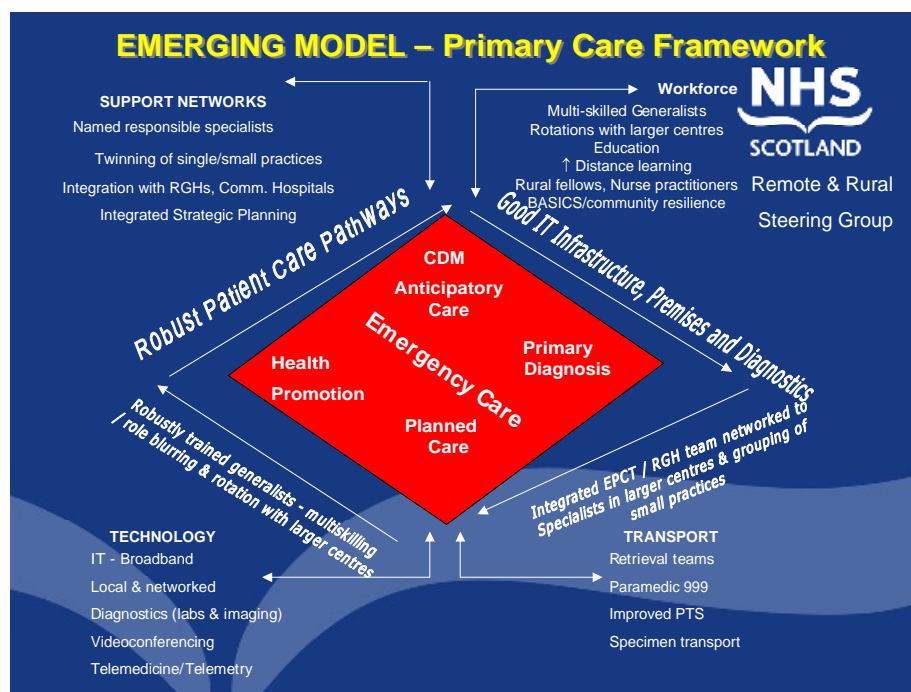 EMERGING MODEL – Primary Care Framework
SUPPORT NETWORKS
Named responsible specialists
Twinning of single/small practices
Integration with RGHs, Comm. Hospitals
Integrated Strategic Planning
Workforce
Multi-skilled Generalists
Rotations with larger centres
Education
↑ Distance learning
Rural fellows, Nurse practitioners
BASICS/community resilience
NHS
SCOTLAND
Remote & Rural
Steering Group
Robust Patient Care Pathways
Good IT Infrastructure, Premises and Diagnostics
CDM
Anticipatory
Care
Emergency Care
Health
Promotion
Primary
Diagnosis
Planned
Care
Robustly trained generalists - multiskilling
/ role blurring & rotation with larger centres
Integrated EPCT / RGH team networked to
Specialists in larger centres & grouping of
small practices
TECHNOLOGY
IT - Broadband
Local & networked
Diagnostics (labs & imaging)
Videoconferencing
Telemedicine/Telemetry
TRANSPORT
Retrieval teams
Paramedic 999
Improved PTS
Specimen transport